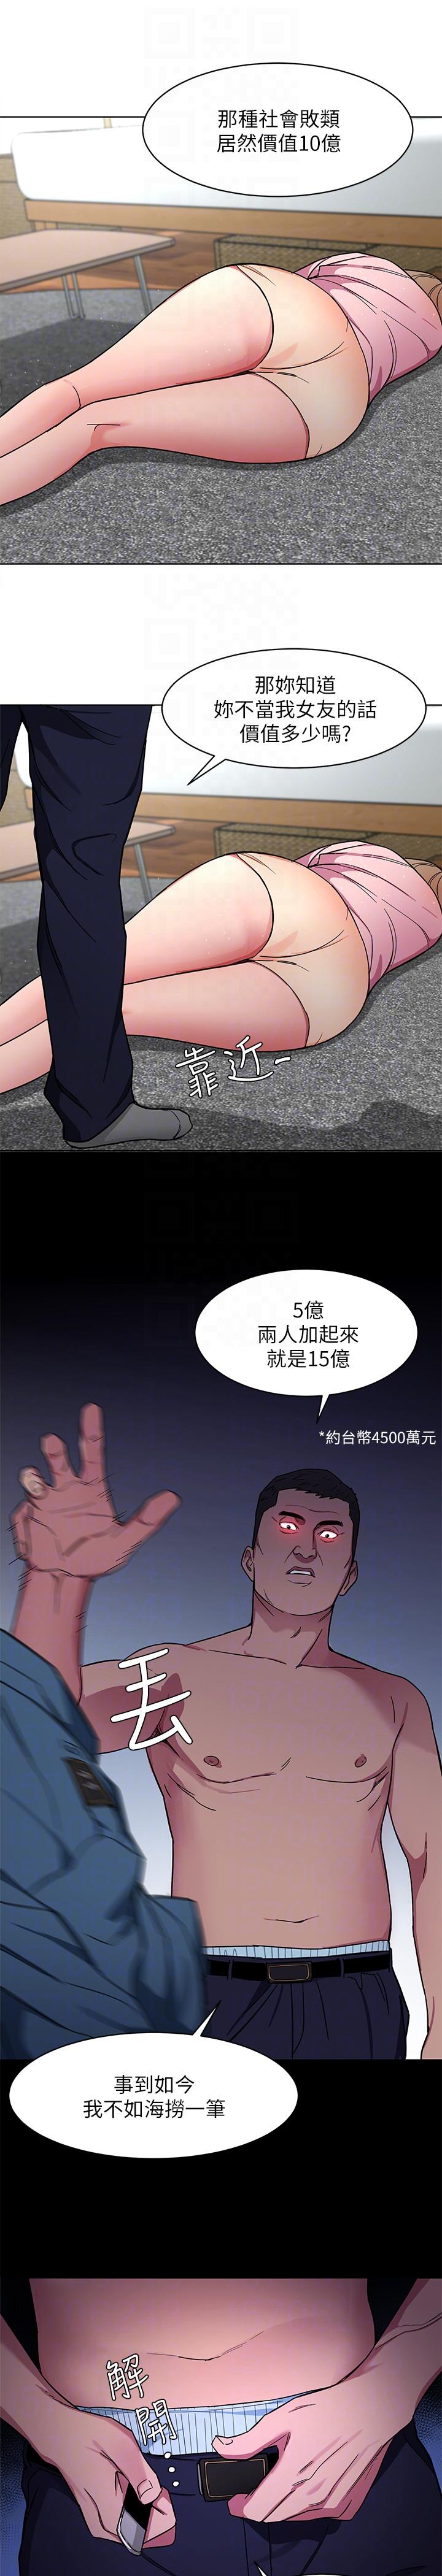 那種社會敗類
居然價值10億
那妳知道
妳不當我女友的話
價值多少嗎?
靠近-
5億
兩人加起來
就是15億
*約台幣4500萬元
丟
事到如今
我不如海撈一筆
解開...